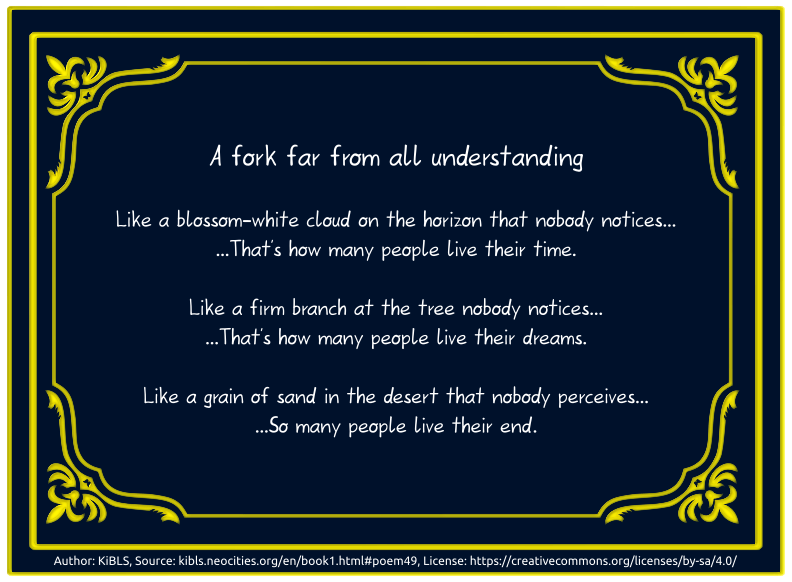 A fork far from all understanding
Like a blossom-white cloud on the horizon that nobody notices...
...That's how many people live their time.
Like a firm branch at the tree nobody notices...
...That's how many people live their dreams.
Like a grain of sand in the desert that nobody perceives...
...So many people live their end.
Author: KiBLS, Source: kibls.neocities.org/en/book1.html#poem49, License: https://creativecommons.org/licenses/by-sa/4.0/